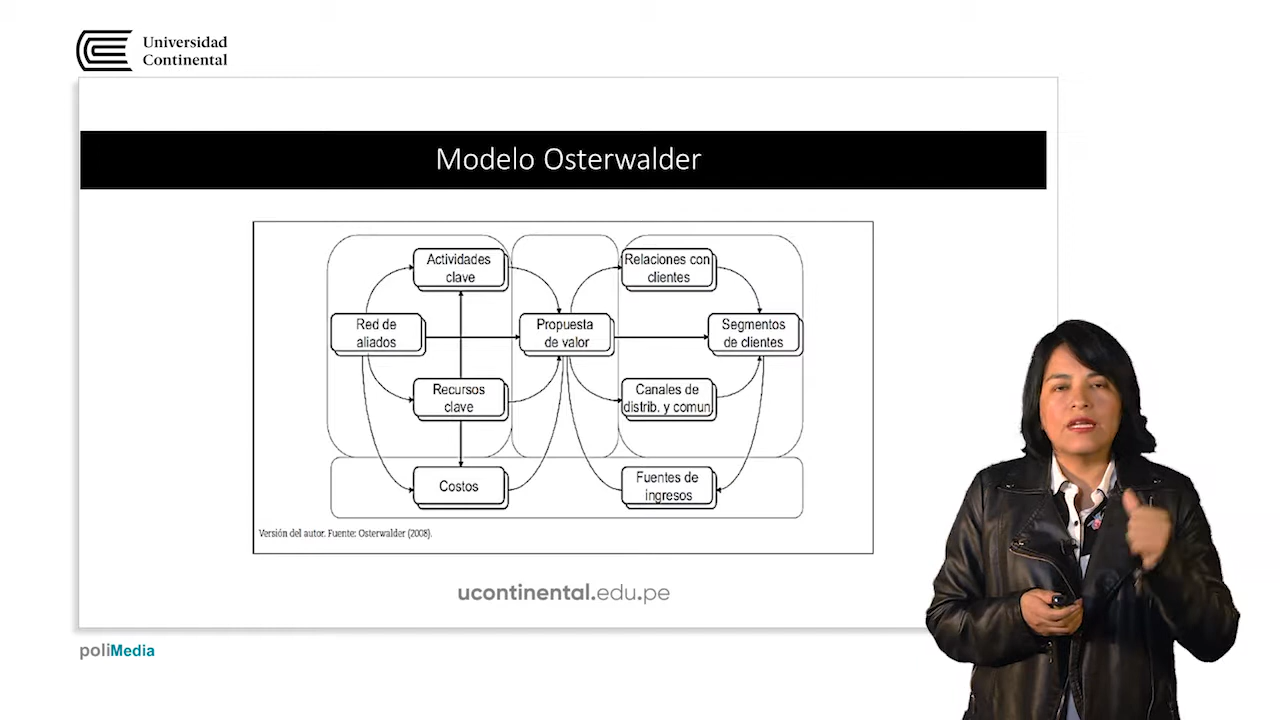 Universidad
Continental
Modelo Osterwalder
Actividades
clave
Relaciones con
clientes
Red de
aliados
Propuesta
de valor
Segmentos
de clientes
Recursos
clave
Canales de
distrib. y comun.
Costos
Fuentes de
ingresos
Versión del autor. Fuente: Osterwalder (2008).
ucontinental.edu.pe
poliMedia